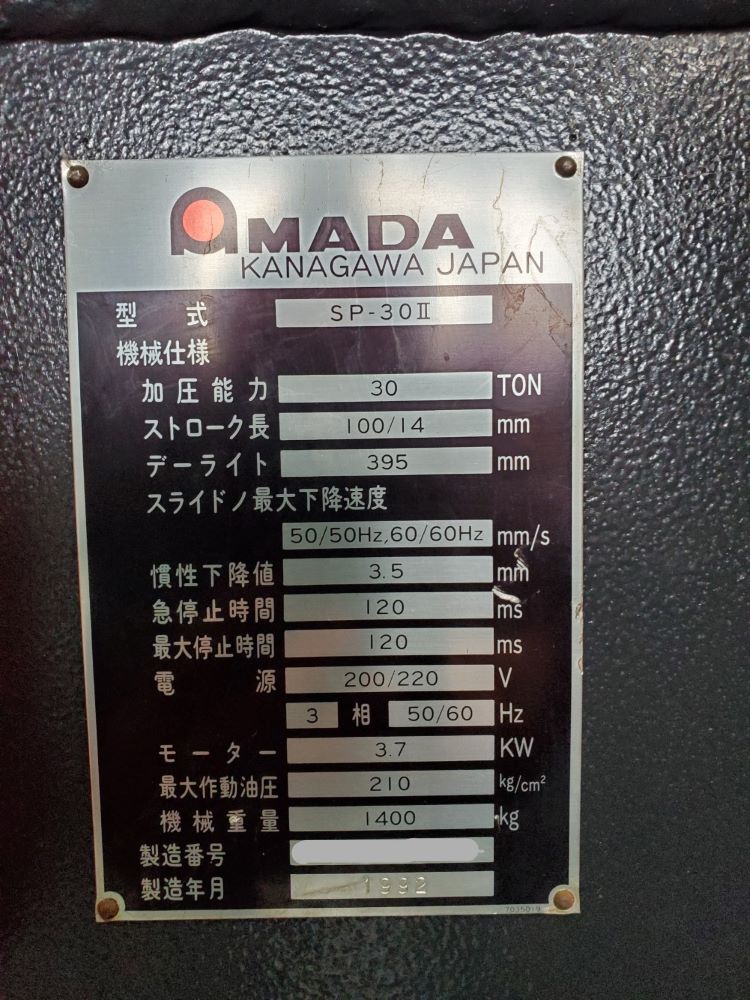 AMADA
KANAGAWA JAPAN
型式 SP-30Ⅱ
機械仕様
加圧能力 30 TON
ストローク長 100/14 mm
デーライト 395 mm
スライドノ最大下降速度
50/50Hz,60/60Hz mm/s
慣性下降値 3.5 mm
急停止時間 120 ms
最大停止時間 120 ms
電源 200/220 V
3 相 50/60 Hz
モーター 3.7 KW
最大作動油圧 210 kg/cm²
機械重量 1400 kg
製造番号
製造年月 1992
7035019